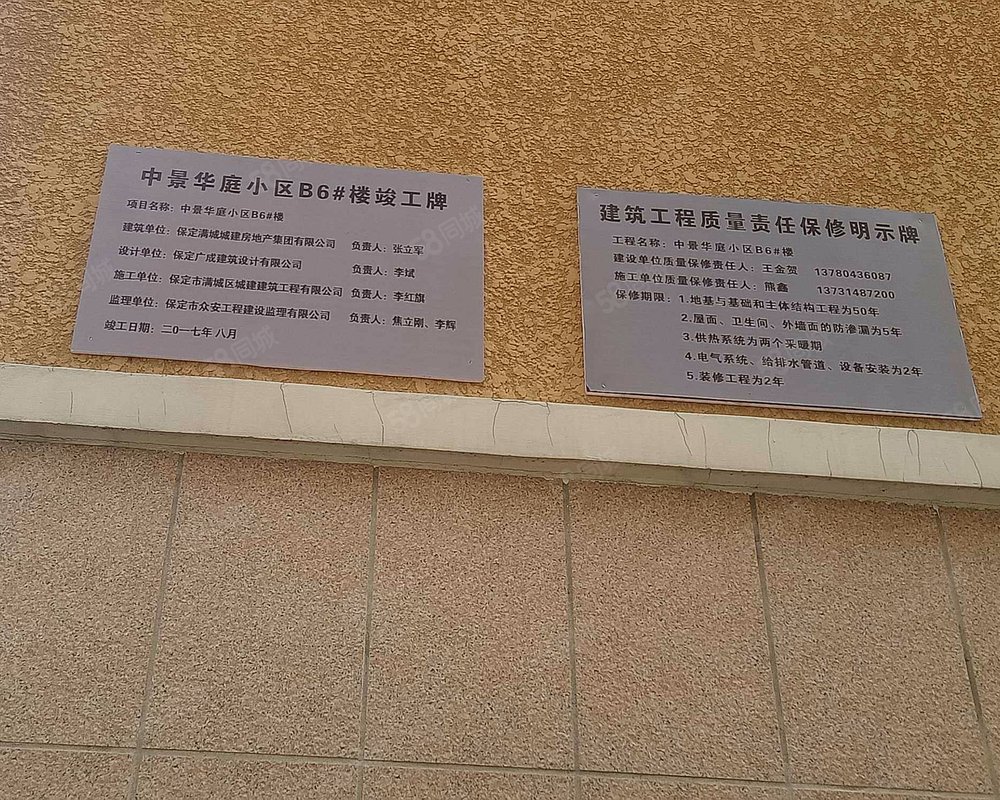 中景华庭小区B6#楼竣工牌
项目名称：中景华庭小区B6#楼
建筑单位：保定满城城建房地产集团有限公司 负责人：张立军
设计单位：保定广成建筑设计有限公司 负责人：李斌
施工单位：保定市满城区城建建筑工程有限公司 负责人：李红旗
监理单位：保定市众安工程建设监理有限公司 负责人：焦立刚、李辉
竣工日期：二0一七年 八月
建筑工程质量责任保修明示牌
工程名称：中景华庭小区B6#楼
建设单位质量保修责任人：王金贺 13780436087
施工单位质量保修责任人：熊鑫 13731487200
保修期限：1.地基与基础和主体结构工程为50年
2.屋面、卫生间、外墙面的防渗漏为5年
3.供热系统为两个采暖期
4.电气系统、给排水管道、设备安装为2年
5.装修工程为2年
58同城